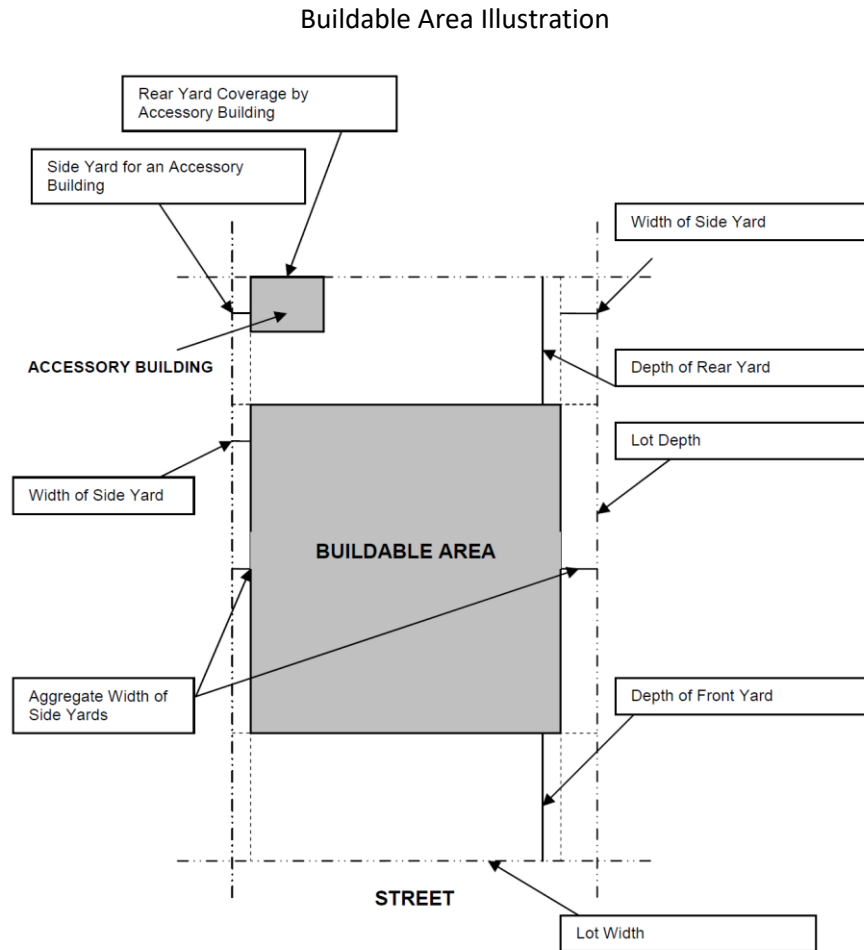 Buildable Area Illustration
Rear Yard Coverage by
Accessory Building
Side Yard for an Accessory
Building
Width of Side Yard
ACCESSORY BUILDING
Depth of Rear Yard
Lot Depth
Width of Side Yard
BUILDABLE AREA
Aggregate Width of
Side Yards
Depth of Front Yard
STREET
Lot Width